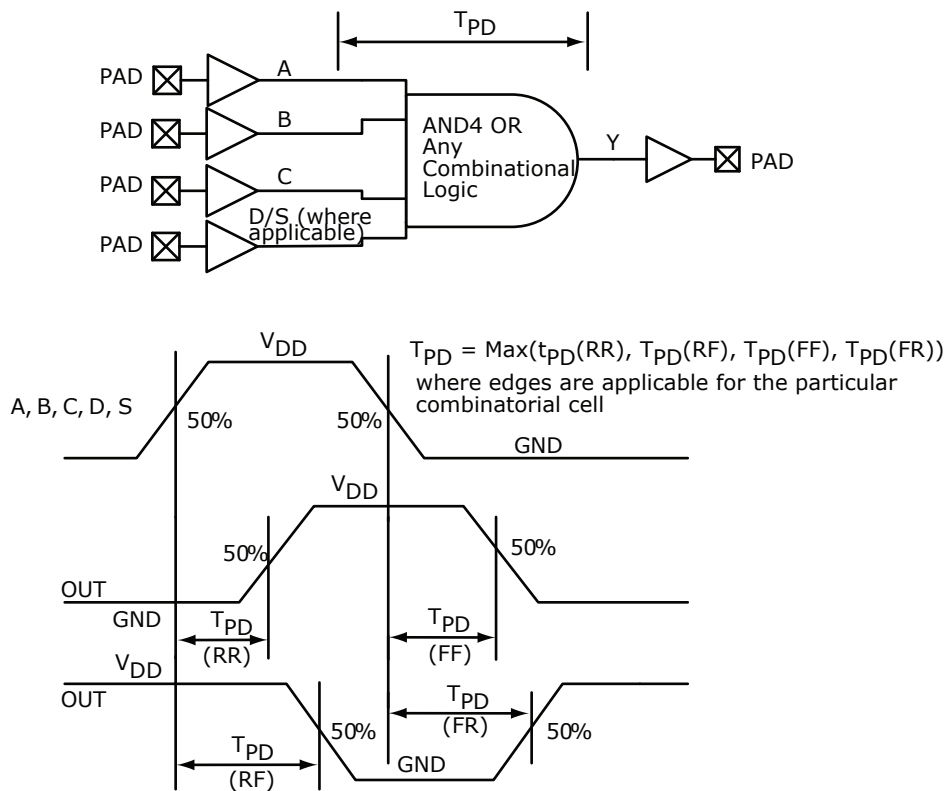 T_PD
PAD
A
PAD
B
AND4 OR
Any
Combinational
Logic
Y
PAD
PAD
C
D/S (where
applicable)
PAD
V_DD
T_PD = Max(t_PD(RR), T_PD(RF), T_PD(FF), T_PD(FR))
where edges are applicable for the particular
combinatorial cell
A, B, C, D, S
50%
50%
GND
V_DD
50%
50%
OUT
GND
T_PD
(RR)
T_PD
(FF)
V_DD
OUT
50%
T_PD
(FR)
50%
T_PD
(RF)
GND